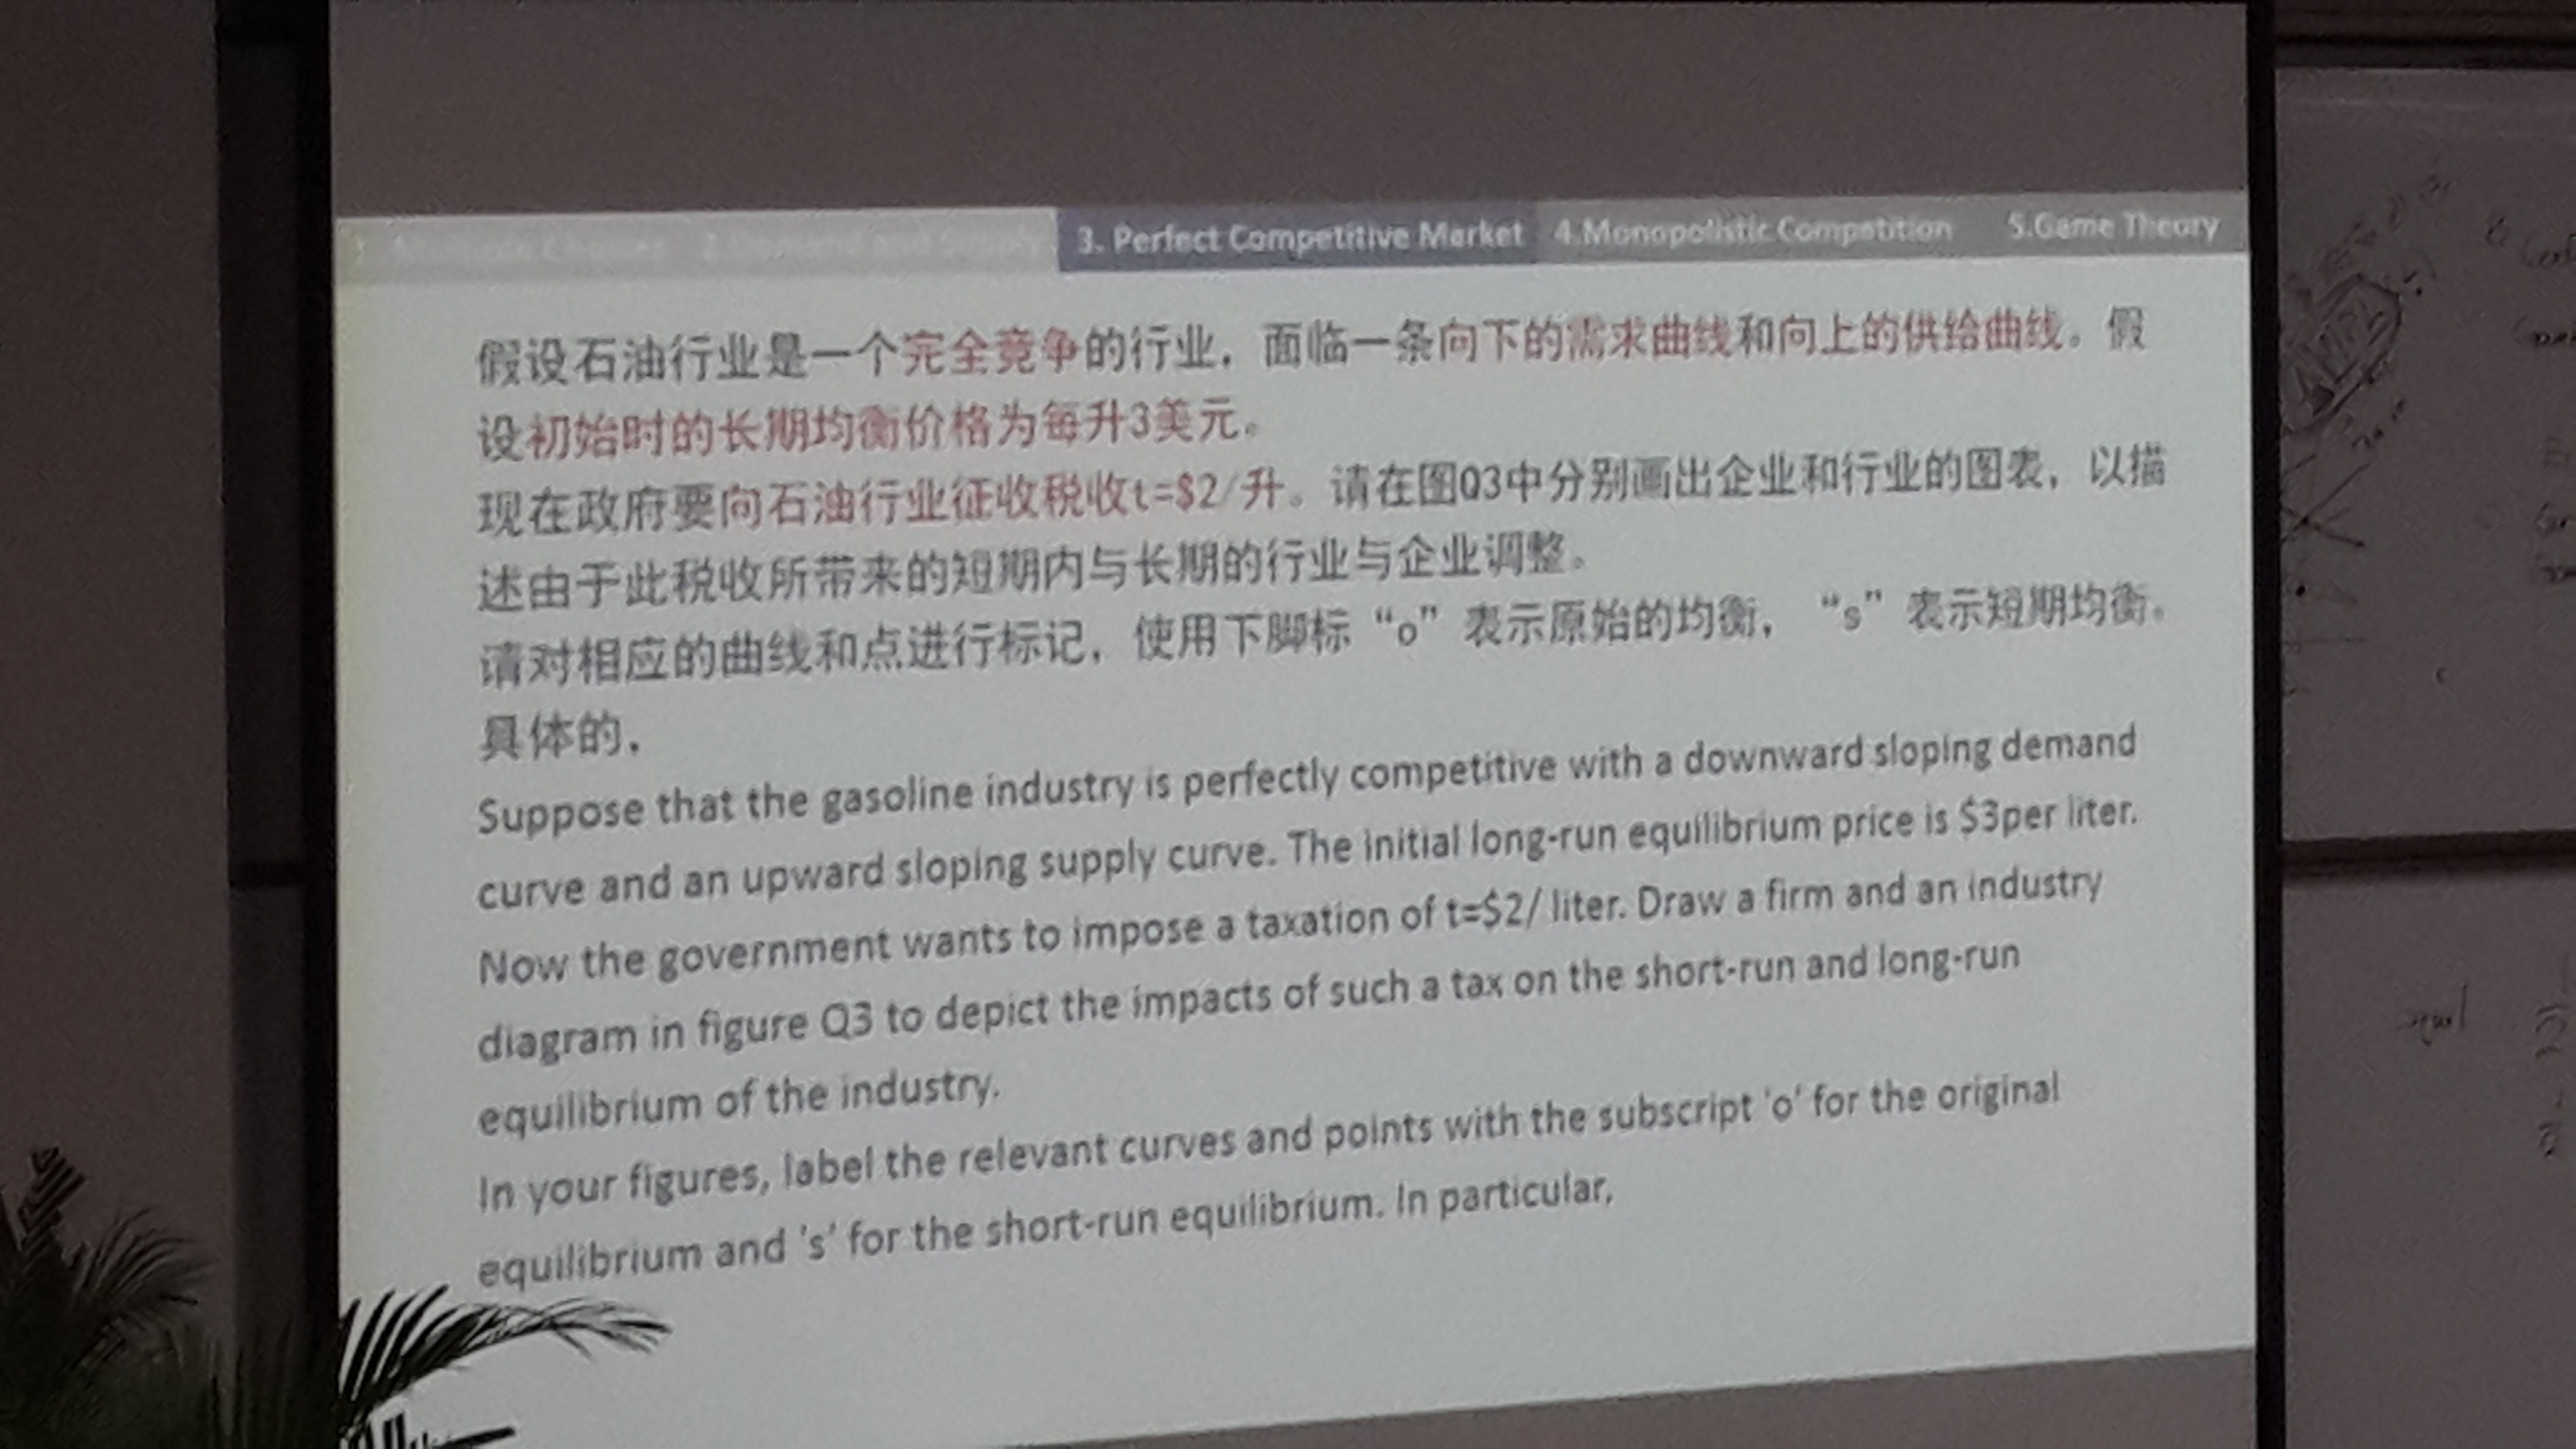 3. Perfect Competitive Market 4.Monopolistic Competition 5.Game Theory
假设石油行业是一个完全竞争的行业，面临一条向下的需求曲线和向上的供给曲线。假
设初始时的长期均衡价格为每升3美元。
现在政府要向石油行业征收税收t=$2/升。请在图Q3中分别画出企业和行业的图表，以描
述由于此税收所带来的短期内与长期的行业与企业调整。
请对相应的曲线和点进行标记，使用下脚标“o”表示原始的均衡，“s”表示短期均衡。
具体的，
Suppose that the gasoline industry is perfectly competitive with a downward sloping demand
curve and an upward sloping supply curve. The initial long-run equilibrium price is $3per liter.
Now the government wants to impose a taxation of t=$2/ liter. Draw a firm and an industry
diagram in figure Q3 to depict the impacts of such a tax on the short-run and long-run
equilibrium of the industry.
In your figures, label the relevant curves and points with the subscript 'o' for the original
equilibrium and 's' for the short-run equilibrium. In particular,